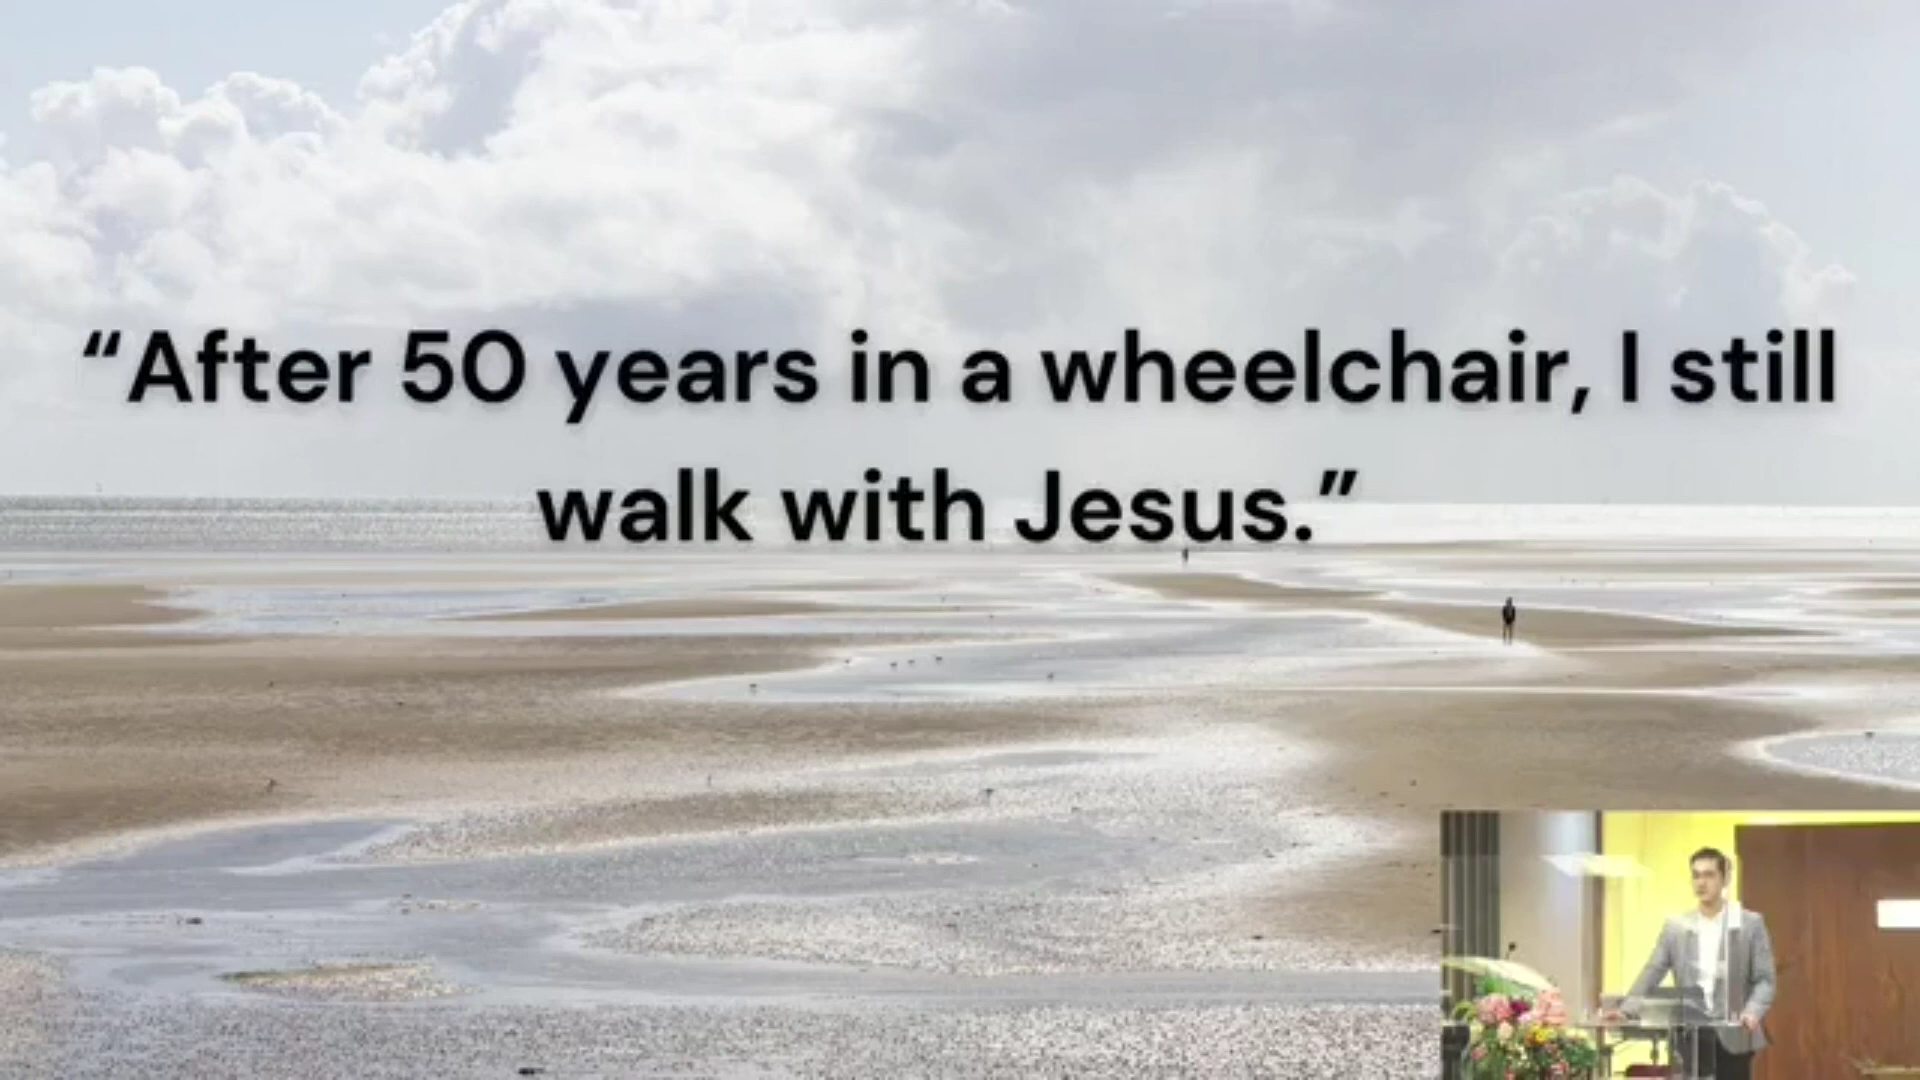 “After 50 years in a wheelchair, I still
walk with Jesus.”